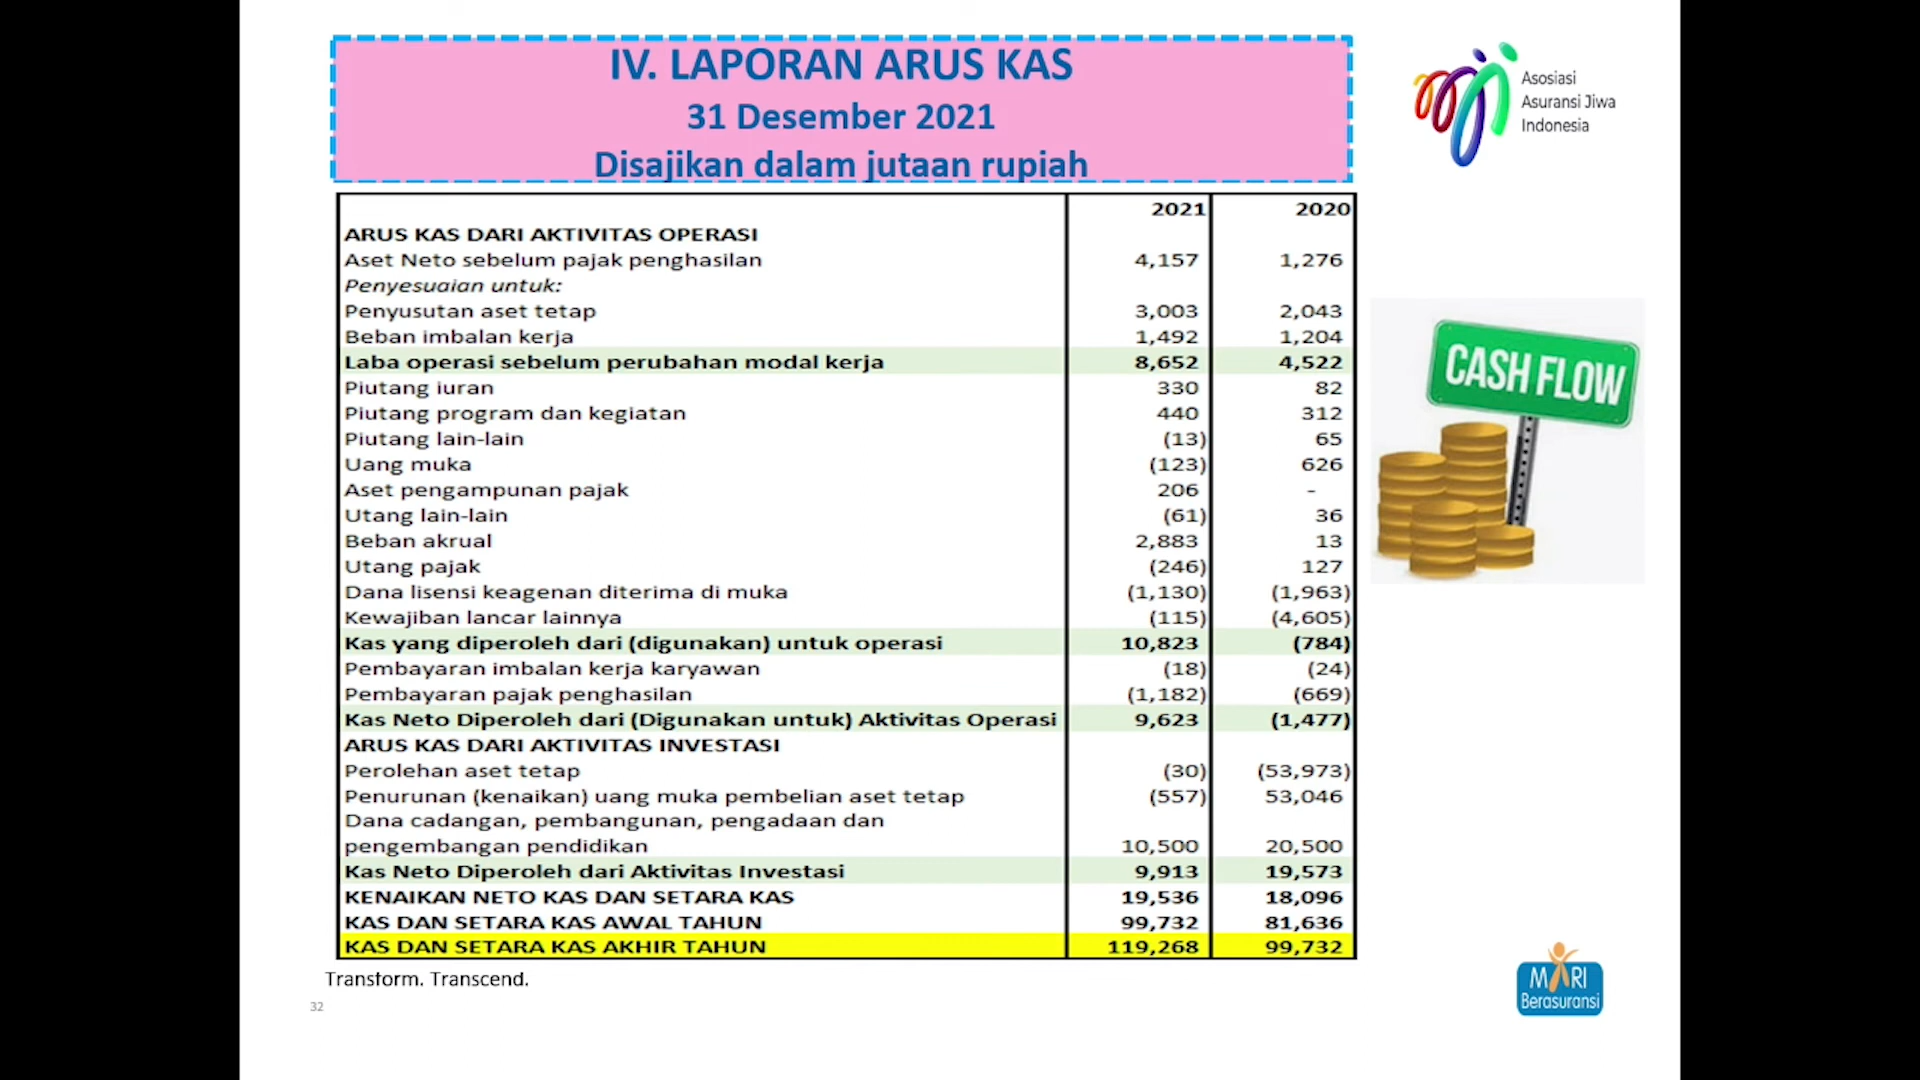 IV. LAPORAN ARUS KAS
31 Desember 2021
Disajikan dalam jutaan rupiah
Asosiasi
Asuransi Jiwa
Indonesia
2021 2020
ARUS KAS DARI AKTIVITAS OPERASI
Aset Neto sebelum pajak penghasilan 4,157 1,276
Penyesuaian untuk:
Penyusutan aset tetap 3,003 2,043
Beban imbalan kerja 1,492 1,204
Laba operasi sebelum perubahan modal kerja 8,652 4,522
Piutang iuran 330 82
Piutang program dan kegiatan 440 312
Piutang lain-lain (13) 65
Uang muka (123) 626
Aset pengampunan pajak 206 -
Utang lain-lain (61) 36
Beban akrual 2,883 13
Utang pajak (246) 127
Dana lisensi keagenan diterima di muka (1,130) (1,963)
Kewajiban lancar lainnya (115) (4,605)
Kas yang diperoleh dari (digunakan) untuk operasi 10,823 (784)
Pembayaran imbalan kerja karyawan (18) (24)
Pembayaran pajak penghasilan (1,182) (669)
Kas Neto Diperoleh dari (Digunakan untuk) Aktivitas Operasi 9,623 (1,477)
ARUS KAS DARI AKTIVITAS INVESTASI
Perolehan aset tetap (30) (53,973)
Penurunan (kenaikan) uang muka pembelian aset tetap (557) 53,046
Dana cadangan, pembangunan, pengadaan dan
pengembangan pendidikan 10,500 20,500
Kas Neto Diperoleh dari Aktivitas Investasi 9,913 19,573
KENAIKAN NETO KAS DAN SETARA KAS 19,536 18,096
KAS DAN SETARA KAS AWAL TAHUN 99,732 81,636
KAS DAN SETARA KAS AKHIR TAHUN 119,268 99,732
CASH FLOW
Transform. Transcend.
32
MARI
Berasuransi